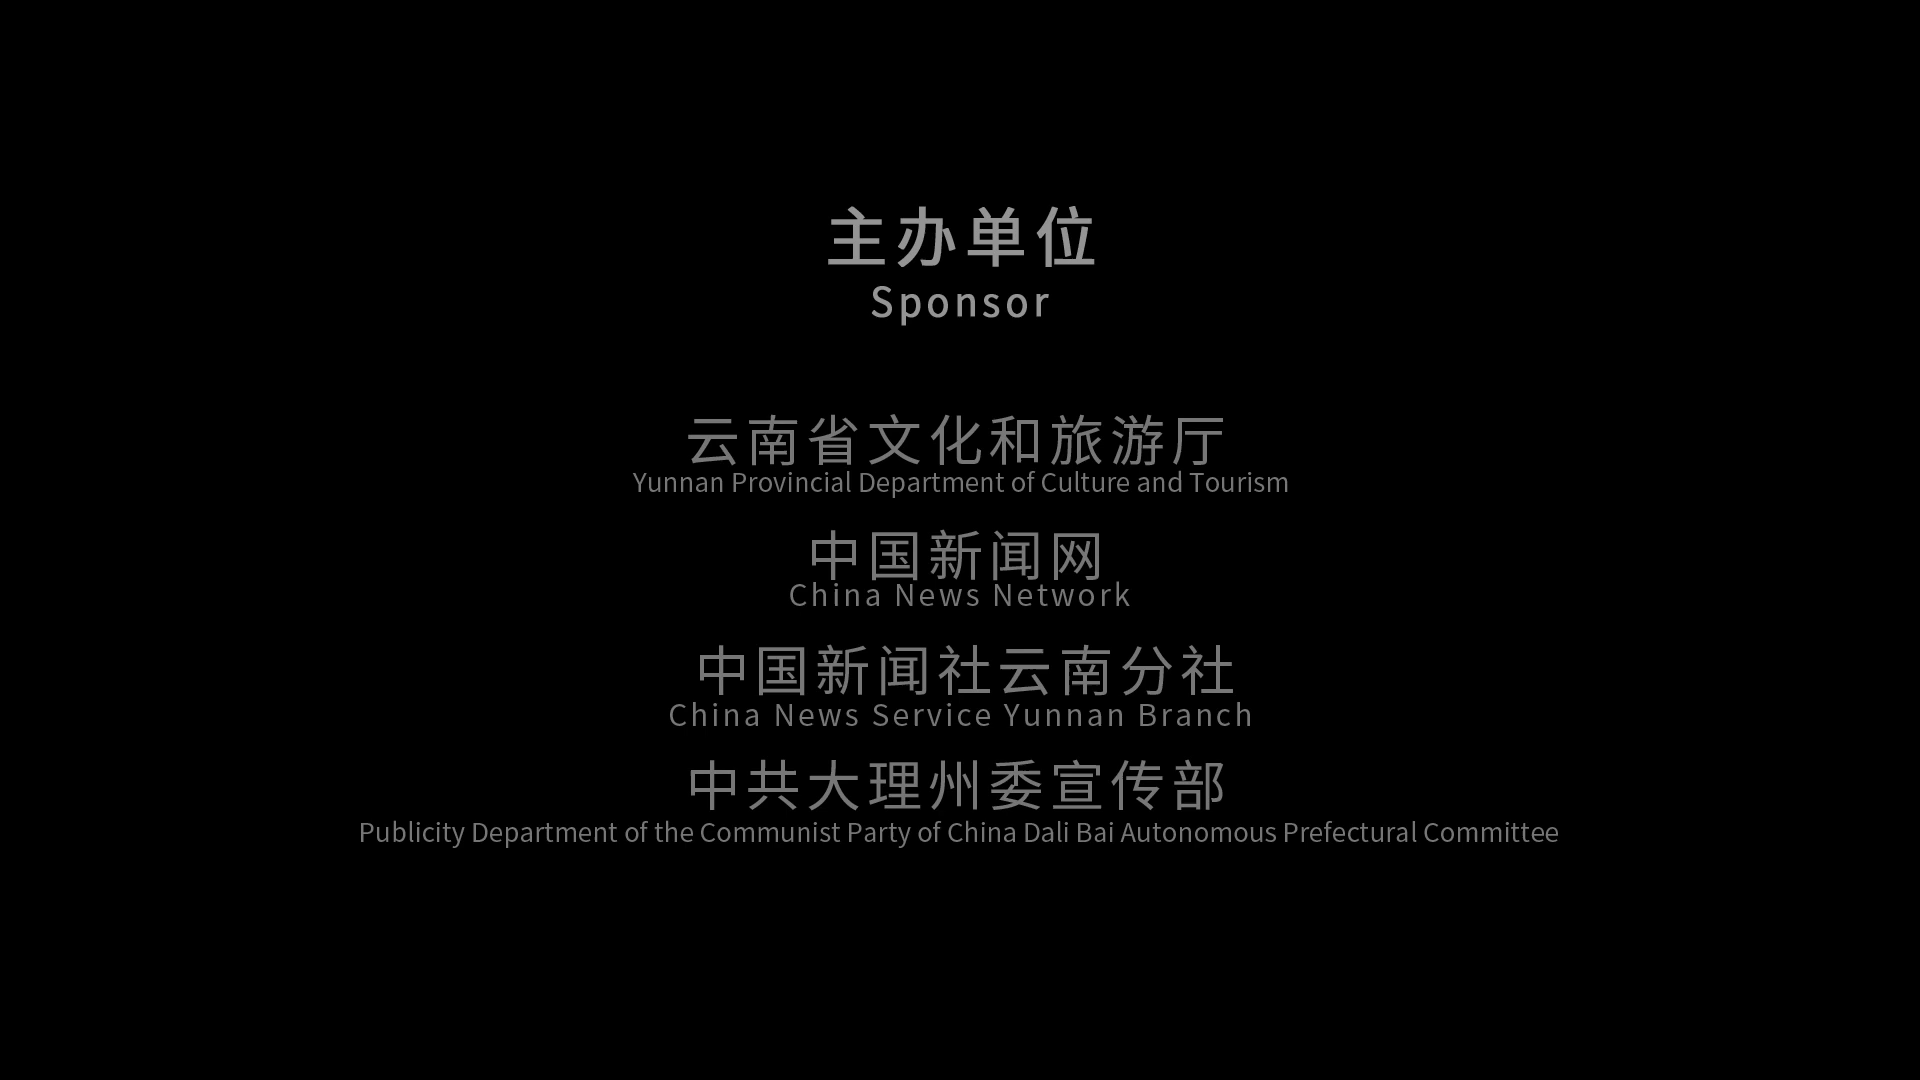 主办单位
Sponsor
云南省文化和旅游厅
Yunnan Provincial Department of Culture and Tourism
中国新闻网
China News Network
中国新闻社云南分社
China News Service Yunnan Branch
中共大理州委宣传部
Publicity Department of the Communist Party of China Dali Bai Autonomous Prefectural Committee